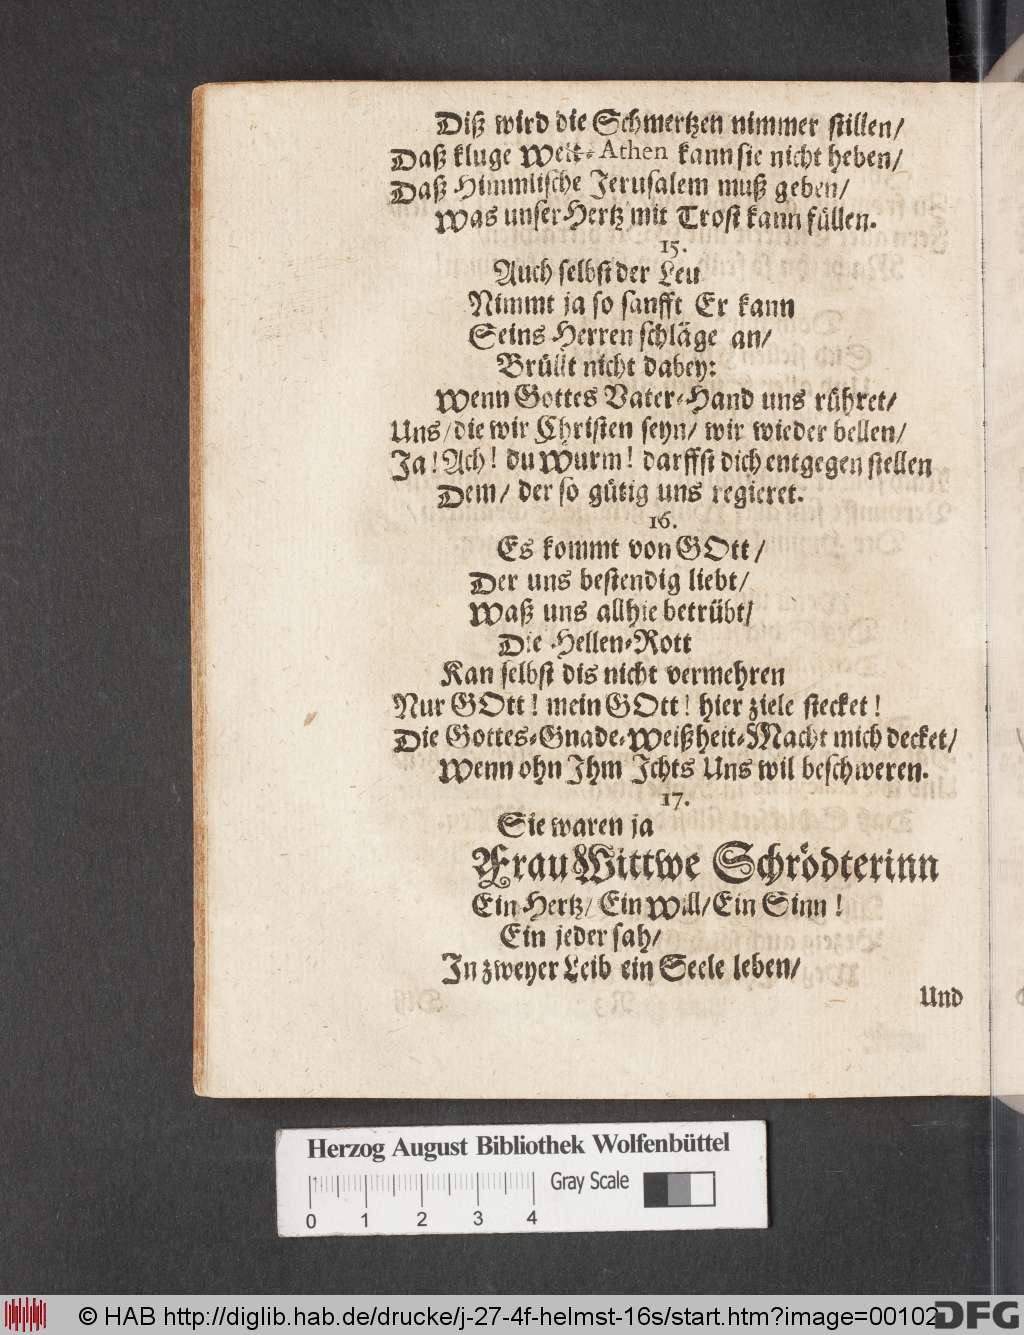 Diß wird die Schmertzen nimmer stillen/
Daß kluge Welt-Athen kann sie nicht heben/
Daß Himmlische Jerusalem muß geben/
Was unser Hertz mit Trost kann füllen.
15.
Auch selbst der Leu
Nimmt ja so sanfft Er kann
Seins Herren schläge an/
Brüllt nicht dabey:
Wenn Gottes Vater-Hand uns rühret/
Uns/die wir Christen seyn/ wir wieder bellen/
Ja! Ach! du Wurm! darffst dich entgegen stellen
Dem/ der so gütig uns regieret.
16.
Es kommt von GOtt/
Der uns bestendig liebt/
Waß uns allhie betrübt/
Die Hellen-Rott
Kan selbst dis nicht vermehren
Nur GOtt! mein GOtt! hier ziele stecket!
Die Gottes-Gnade-Weißheit-Macht mich decket/
Wenn ohn Ihm Ichts Uns wil beschweren.
17.
Sie waren ja
Frau Wittwe Schrödterinn
Ein Hertz/ Ein Will/Ein Sinn!
Ein jeder sah/
In zweyer Leib ein Seele leben/
Und
Herzog August Bibliothek Wolfenbüttel
Gray Scale
0 1 2 3 4
© HAB http://diglib.hab.de/drucke/j-27-4f-helmst-16s/start.htm?image=00102
DFG